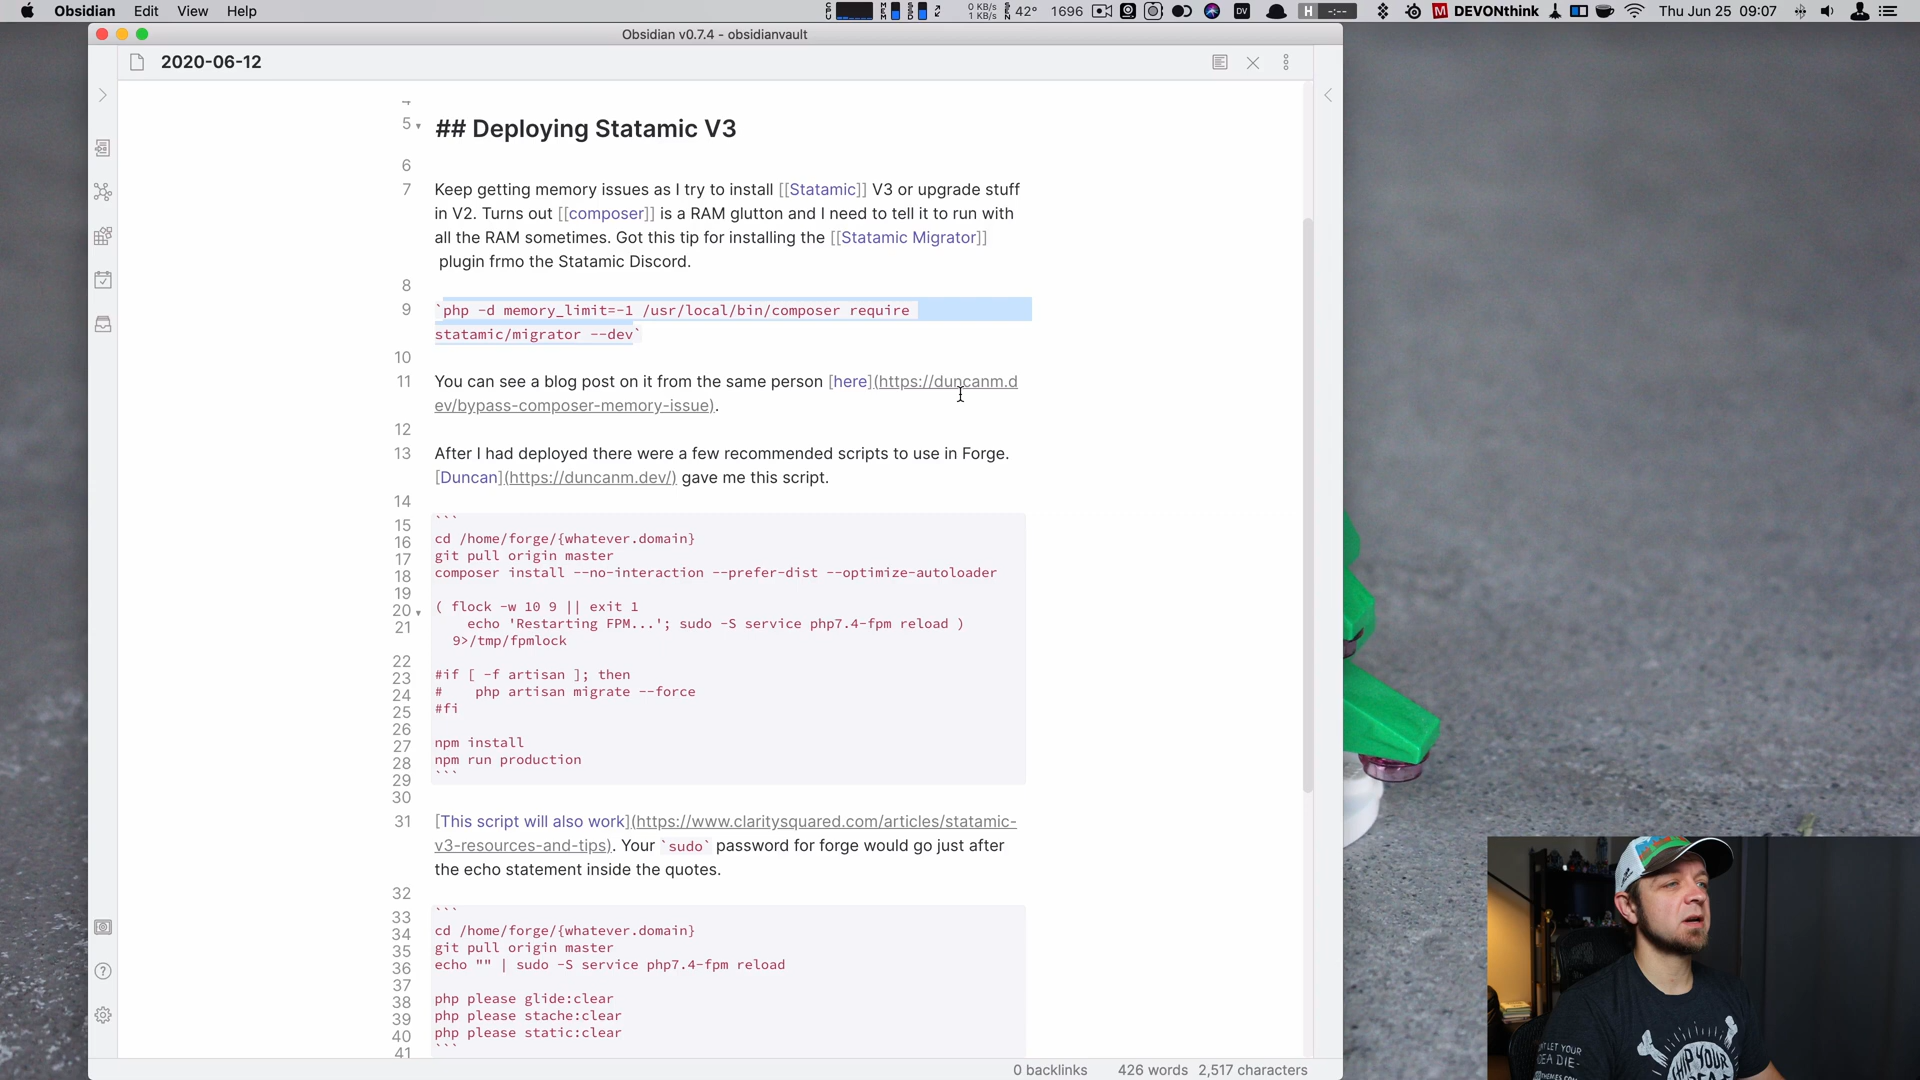 Obsidian Edit View Help
0 KB/s
1 KB/s
42° 1696
DV
H -:--
DEVONthink
Thu Jun 25 09:07
Obsidian v0.7.4 - obsidianvault
2020-06-12
4
5 ## Deploying Statamic V3
6
7 Keep getting memory issues as I try to install [[Statamic]] V3 or upgrade stuff
in V2. Turns out [[composer]] is a RAM glutton and I need to tell it to run with
all the RAM sometimes. Got this tip for installing the [[Statamic Migrator]]
plugin frmo the Statamic Discord.
8
9 `php -d memory_limit=-1 /usr/local/bin/composer require
statamic/migrator --dev`
10
11 You can see a blog post on it from the same person [here](https://duncanm.d
ev/bypass-composer-memory-issue).
12
13 After I had deployed there were a few recommended scripts to use in Forge.
[Duncan](https://duncanm.dev/) gave me this script.
14
15 ```
16 cd /home/forge/{whatever.domain}
17 git pull origin master
18 composer install --no-interaction --prefer-dist --optimize-autoloader
19
20 ( flock -w 10 9 || exit 1
21 echo 'Restarting FPM...'; sudo -S service php7.4-fpm reload )
9>/tmp/fpmlock
22
23 #if [ -f artisan ]; then
24 # php artisan migrate --force
25 #fi
26
27 npm install
28 npm run production
29 ```
30
31 [This script will also work](https://www.claritysquared.com/articles/statamic-
v3-resources-and-tips). Your `sudo` password for forge would go just after
the echo statement inside the quotes.
32
33 ```
34 cd /home/forge/{whatever.domain}
35 git pull origin master
36 echo "" | sudo -S service php7.4-fpm reload
37
38 php please glide:clear
39 php please stache:clear
40 php please static:clear
41 ```
0 backlinks 426 words 2,517 characters